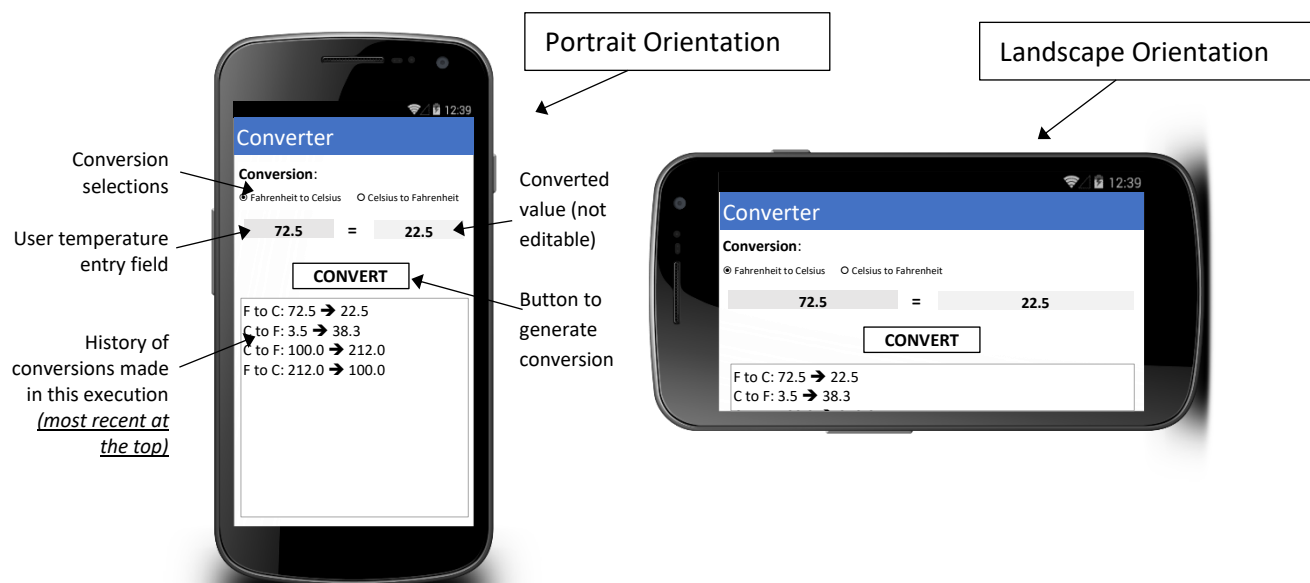 Portrait Orientation
Landscape Orientation
12:39
Converter
Conversion:
Fahrenheit to Celsius Celsius to Fahrenheit
72.5 = 22.5
CONVERT
F to C: 72.5 ➔ 22.5
C to F: 3.5 ➔ 38.3
C to F: 100.0 ➔ 212.0
F to C: 212.0 ➔ 100.0
Conversion
selections
User temperature
entry field
History of
conversions made
in this execution
(most recent at
the top)
Converted
value (not
editable)
Button to
generate
conversion
12:39
Converter
Conversion:
Fahrenheit to Celsius Celsius to Fahrenheit
72.5 = 22.5
CONVERT
F to C: 72.5 ➔ 22.5
C to F: 3.5 ➔ 38.3